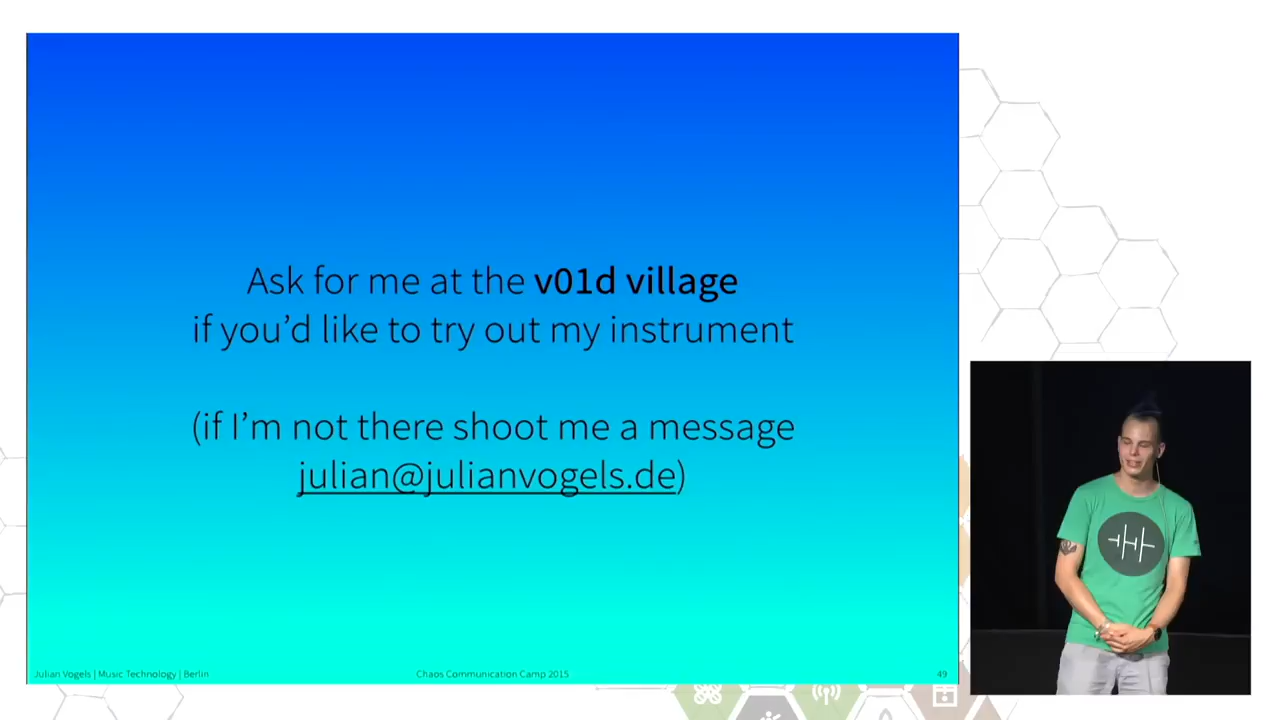 Ask for me at the v01d village
if you'd like to try out my instrument
(if I'm not there shoot me a message
julian@julianvogels.de)
Julian Vogels | Music Technology | Berlin
Chaos Communication Camp 2015
49